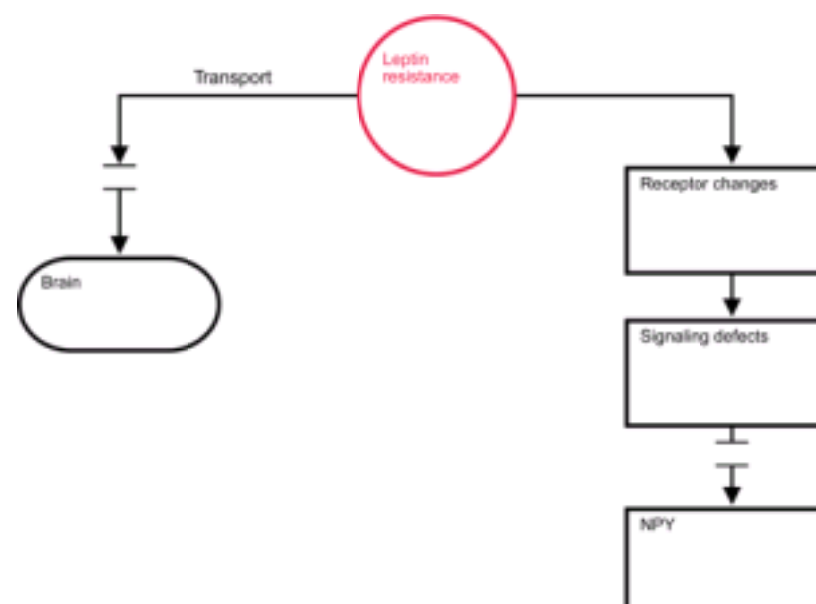 Leptin
resistance
Transport
Receptor changes
Brain
Signaling defects
NPY